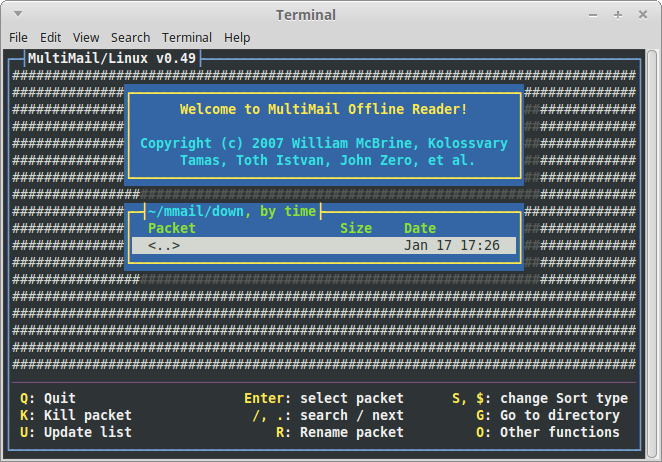 Terminal
File Edit View Search Terminal Help
MultiMail/Linux v0.49
Welcome to MultiMail Offline Reader!
Copyright (c) 2007 William McBrine, Kolossvary
Tamas, Toth Istvan, John Zero, et al.
~/mmail/down, by time
Packet Size Date
<..> Jan 17 17:26
Q: Quit Enter: select packet S, $: change Sort type
K: Kill packet /, .: search / next G: Go to directory
U: Update list R: Rename packet O: Other functions